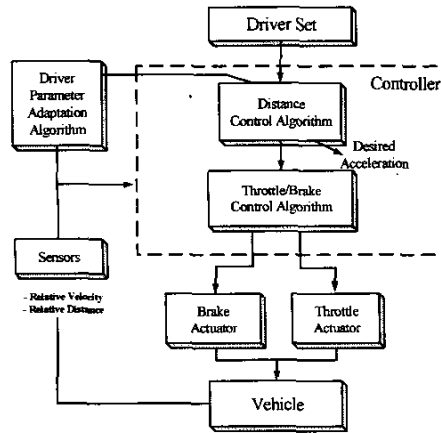 Driver Set
Driver
Parameter
Adaptation
Algorithm
Controller
Distance
Control Algorithm
Desired
Acceleration
Throttle/Brake
Control Algorithm
Sensors
- Relative Velocity
- Relative Distance
Brake
Actuator
Throttle
Actuator
Vehicle